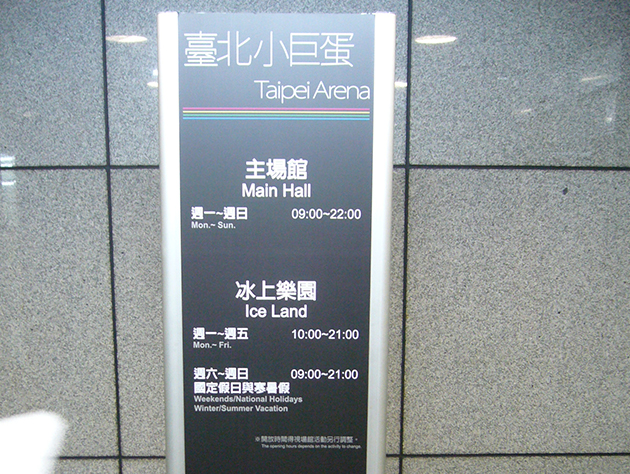 臺北小巨蛋
Taipei Arena
主場館
Main Hall
週一~週日 09:00~22:00
Mon.~ Sun.
冰上樂園
Ice Land
週一~週五 10:00~21:00
Mon.~ Fri.
週六~週日 09:00~21:00
國定假日與寒暑假
Weekends/National Holidays
Winter/Summer Vacation
※開放時間得視場館活動另行調整。
The opening hours depends on the activity to change.